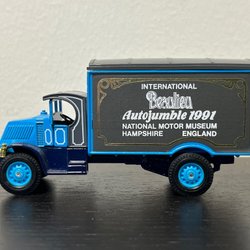 INTERNATIONAL
Beaulieu
Autojumble 1991
NATIONAL MOTOR MUSEUM
HAMPSHIRE ENGLAND